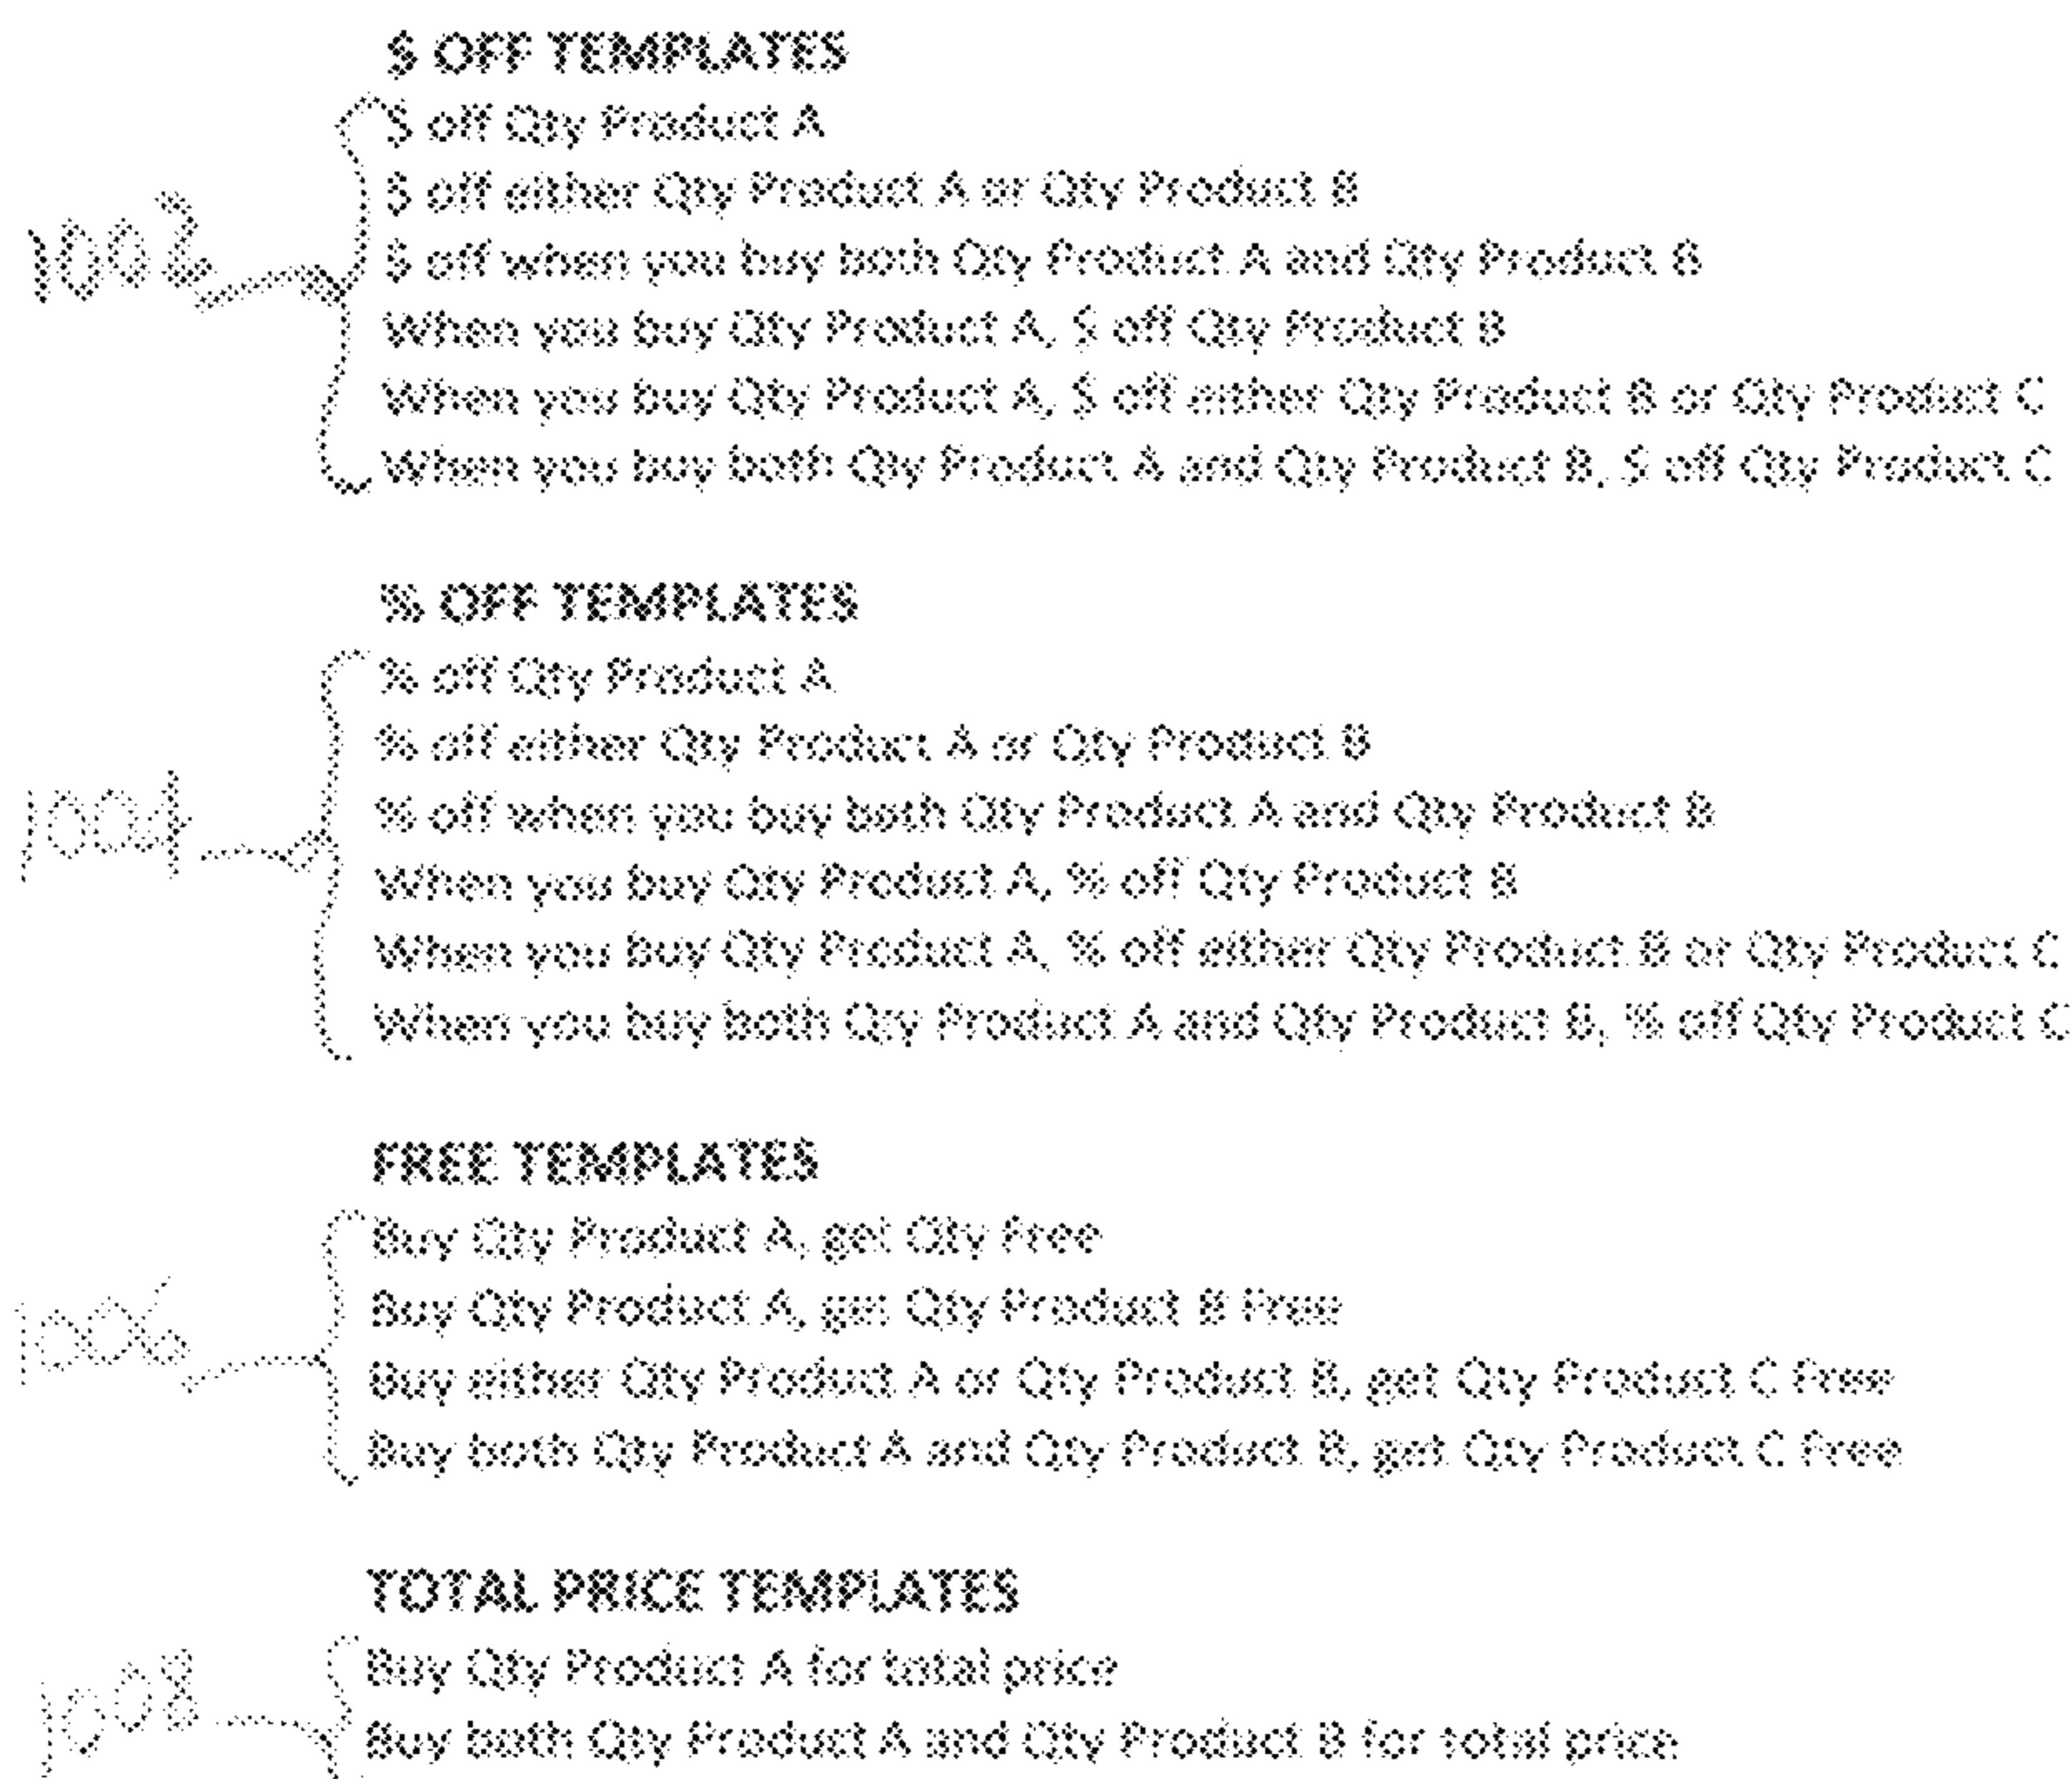 $ OFF TEMPLATES
$ off Qty Product A
$ off either Qty Product A or Qty Product B
1002
$ off when you buy both Qty Product A and Qty Product B
When you buy Qty Product A, $ off Qty Product B
When you buy Qty Product A, $ off either Qty Product B or Qty Product C
When you buy both Qty Product A and Qty Product B, $ off Qty Product C
% OFF TEMPLATES
% off Qty Product A
% off either Qty Product A or Qty Product B
1004
% off when you buy both Qty Product A and Qty Product B
When you buy Qty Product A, % off Qty Product B
When you buy Qty Product A, % off either Qty Product B or Qty Product C
When you buy both Qty Product A and Qty Product B, % off Qty Product C
FREE TEMPLATES
Buy Qty Product A, get Qty Free
Buy Qty Product A, get Qty Product B Free
1006
Buy either Qty Product A or Qty Product B, get Qty Product C Free
Buy both Qty Product A and Qty Product B, get Qty Product C Free
TOTAL PRICE TEMPLATES
Buy Qty Product A for total price
1008
Buy both Qty Product A and Qty Product B for total price